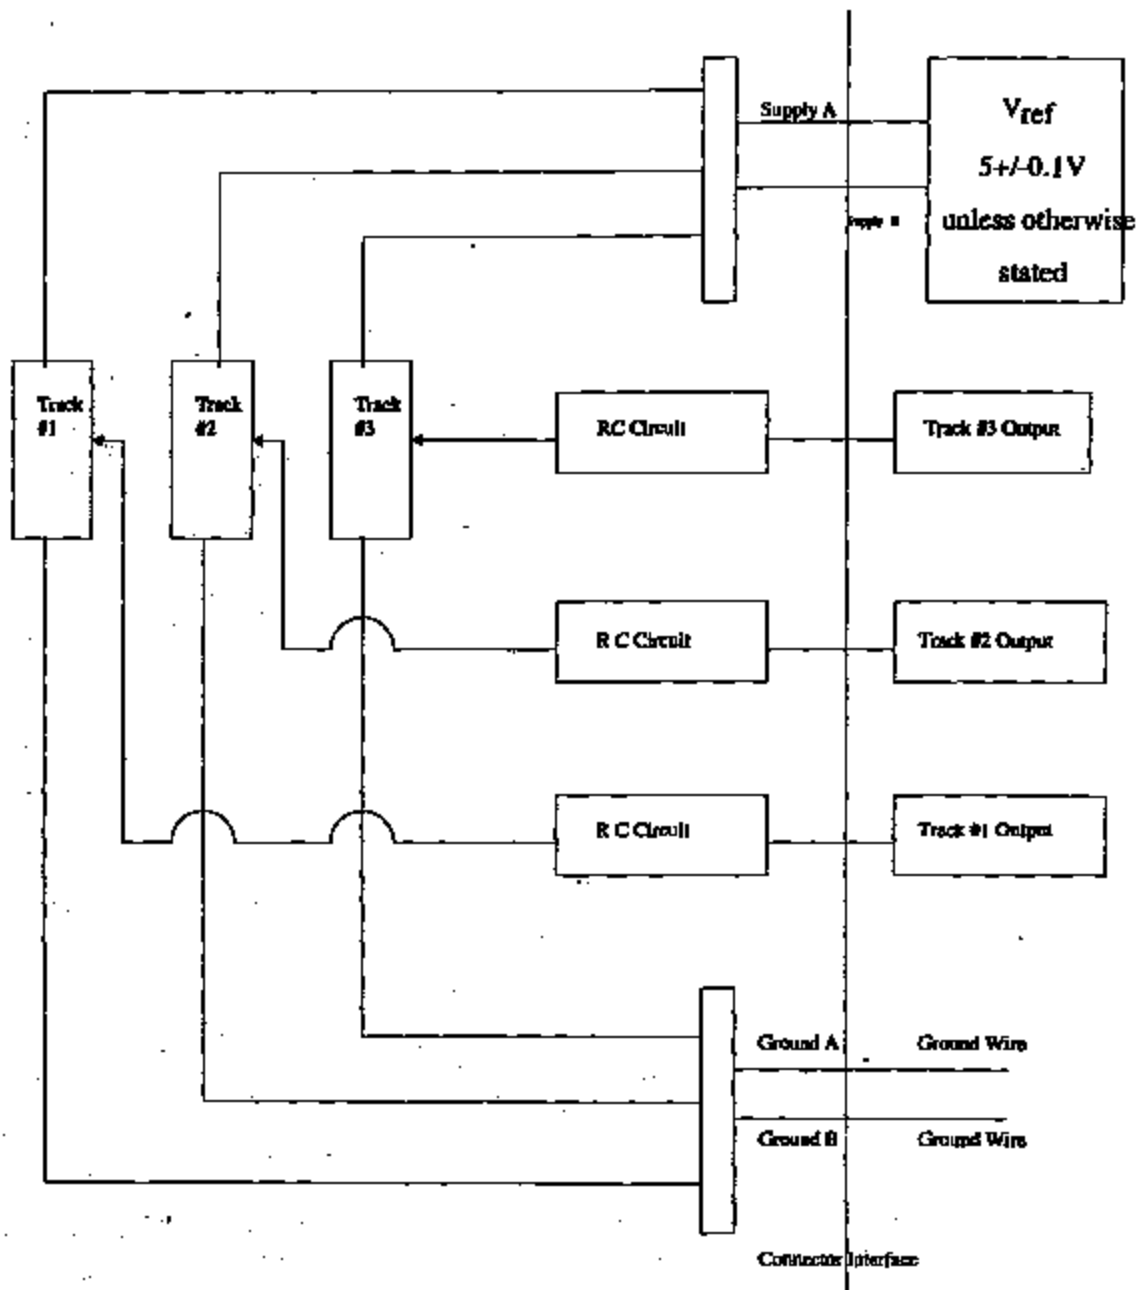 Supply A
Vref
5+/-0.1V
unless otherwise
stated
Supply B
Track
#1
Track
#2
Track
#3
RC Circuit
Track #3 Output
R C Circuit
Track #2 Output
R C Circuit
Track #1 Output
Ground A
Ground Wire
Ground B
Ground Wire
Connector Interface